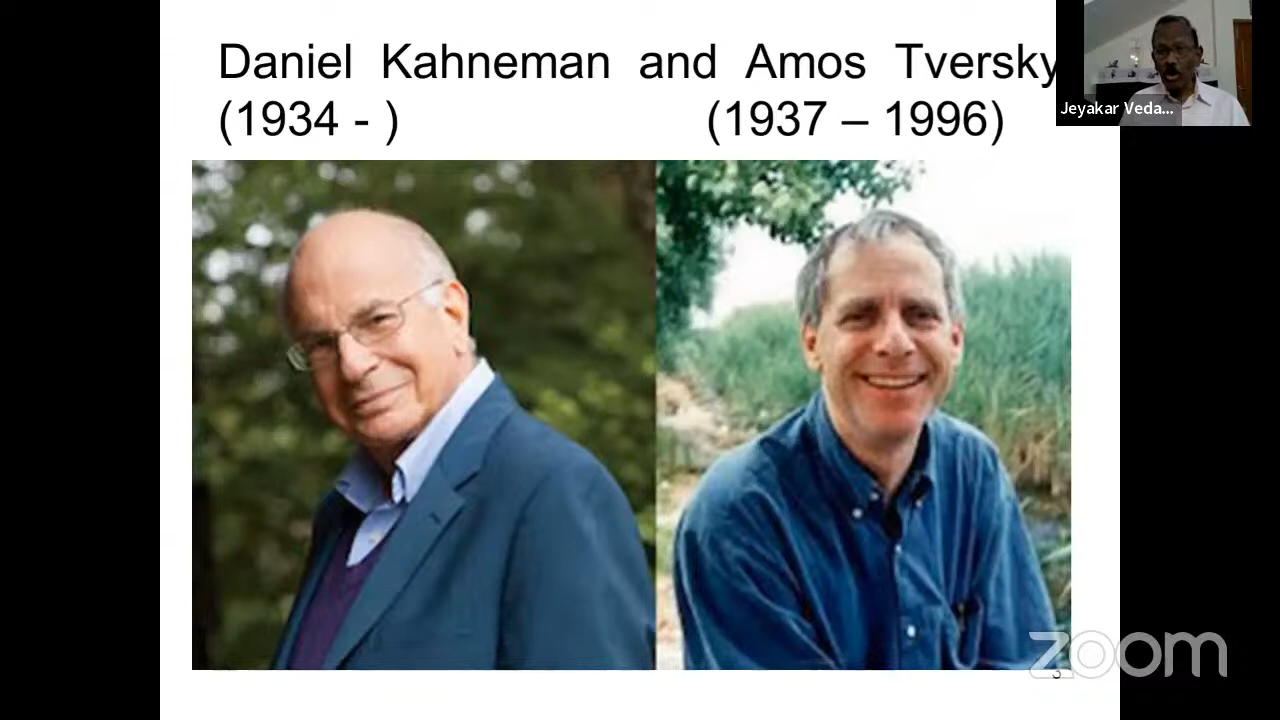 Daniel Kahneman and Amos Tversky
(1934 - ) (1937 – 1996)
Jeyakar Veda...
zoom